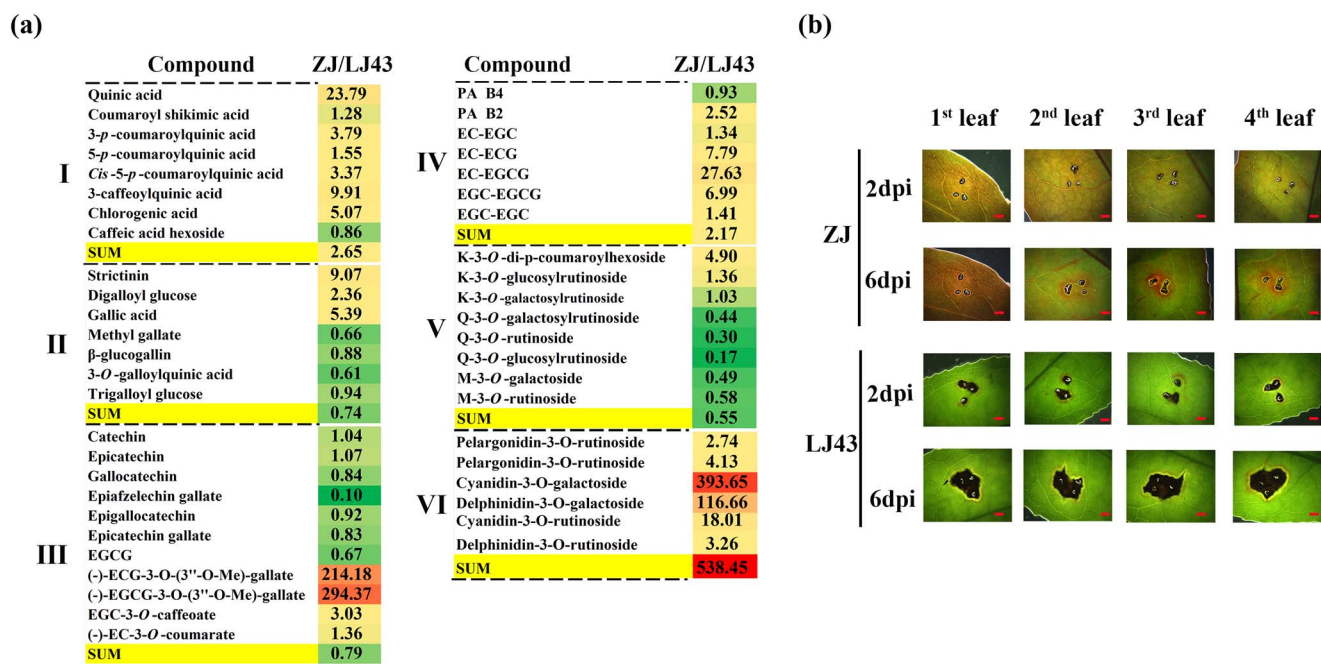 (a)
Compound ZJ/LJ43
I
Quinic acid 23.79
Coumaroyl shikimic acid 1.28
3-p-coumaroylquinic acid 3.79
5-p-coumaroylquinic acid 1.55
Cis-5-p-coumaroylquinic acid 3.37
3-caffeoylquinic acid 9.91
Chlorogenic acid 5.07
Caffeic acid hexoside 0.86
SUM 2.65
II
Strictinin 9.07
Digalloyl glucose 2.36
Gallic acid 5.39
Methyl gallate 0.66
β-glucogallin 0.88
3-O-galloylquinic acid 0.61
Trigalloyl glucose 0.94
SUM 0.74
III
Catechin 1.04
Epicatechin 1.07
Gallocatechin 0.84
Epiafzelechin gallate 0.10
Epigallocatechin 0.92
Epicatechin gallate 0.83
EGCG 0.67
(-)-ECG-3-O-(3''-O-Me)-gallate 214.18
(-)-EGCG-3-O-(3''-O-Me)-gallate 294.37
EGC-3-O-caffeoate 3.03
(-)-EC-3-O-coumarate 1.36
SUM 0.79
Compound ZJ/LJ43
IV
PA B4 0.93
PA B2 2.52
EC-EGC 1.34
EC-ECG 7.79
EC-EGCG 27.63
EGC-EGCG 6.99
EGC-EGC 1.41
SUM 2.17
V
K-3-O-di-p-coumaroylhexoside 4.90
K-3-O-glucosylrutinoside 1.36
K-3-O-galactosylrutinoside 1.03
Q-3-O-galactosylrutinoside 0.44
Q-3-O-rutinoside 0.30
Q-3-O-glucosylrutinoside 0.17
M-3-O-galactoside 0.49
M-3-O-rutinoside 0.58
SUM 0.55
VI
Pelargonidin-3-O-rutinoside 2.74
Pelargonidin-3-O-rutinoside 4.13
Cyanidin-3-O-galactoside 393.65
Delphinidin-3-O-galactoside 116.66
Cyanidin-3-O-rutinoside 18.01
Delphinidin-3-O-rutinoside 3.26
SUM 538.45
(b)
1st leaf 2nd leaf 3rd leaf 4th leaf
ZJ
2dpi
6dpi
LJ43
2dpi
6dpi